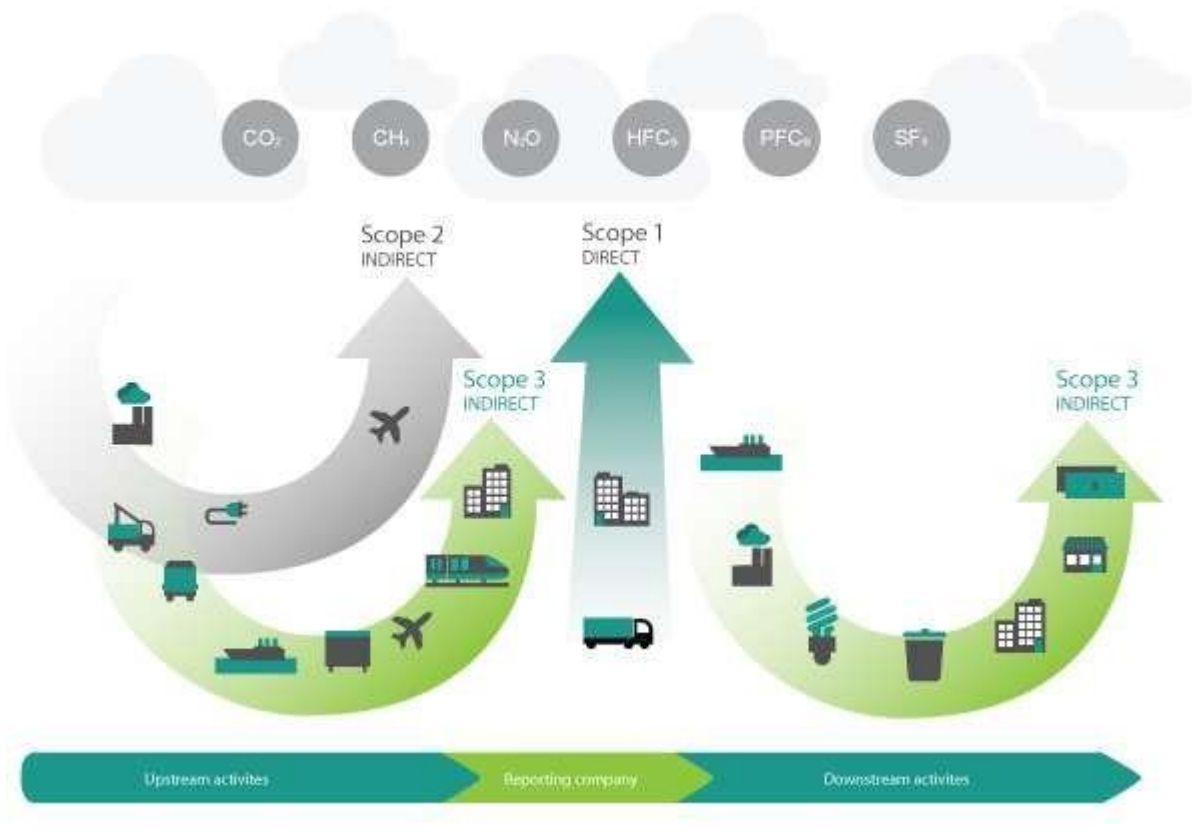 CO₂ CH₄ N₂O HFCₛ PFCₛ SF₆
Scope 2
INDIRECT
Scope 1
DIRECT
Scope 3
INDIRECT
Scope 3
INDIRECT
Upstream activites
Reporting company
Downstream activites